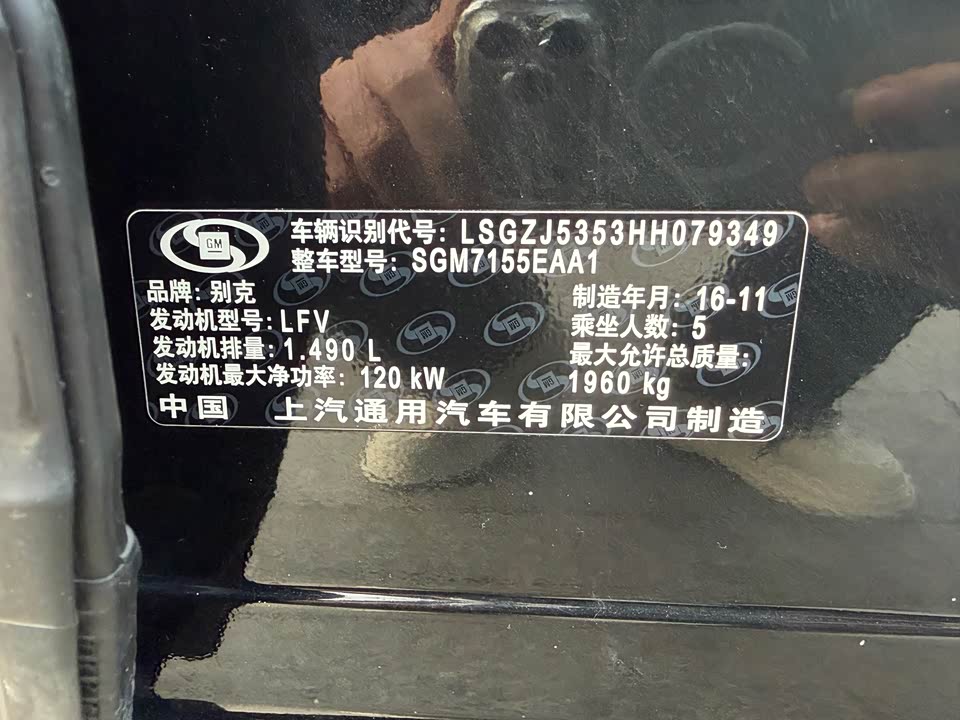 GM
车辆识别代号: LSGZJ5353HH079349
整车型号: SGM7155EAA1
品牌: 别克
制造年月: 16-11
发动机型号: LFV
乘坐人数: 5
发动机排量: 1.490 L
最大允许总质量:
1960 kg
发动机最大净功率: 120 kW
中国 上汽通用汽车有限公司制造